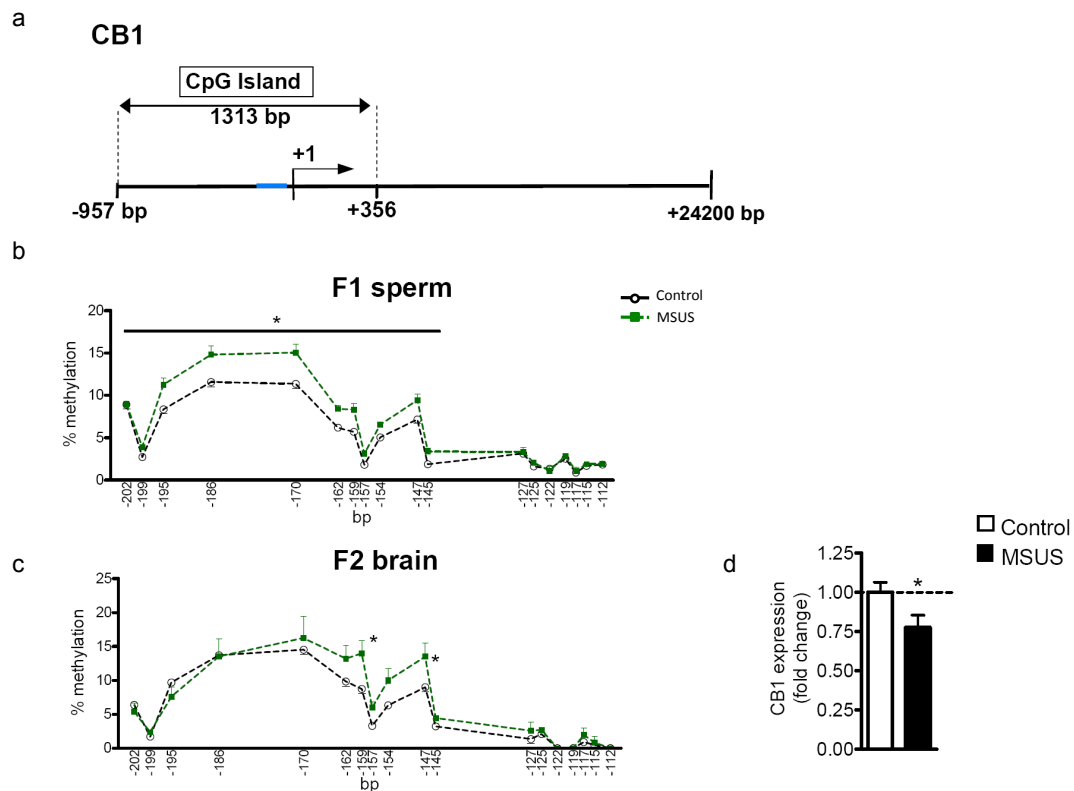 a
CB1
CpG Island
1313 bp
+1
-957 bp
+356
+24200 bp
b
F1 sperm
Control
MSUS
% methylation
20
15
10
5
0
-202
-199
-195
-186
-170
-162
-159
-157
-154
-147
-145
-127
-125
-122
-119
-117
-115
-112
bp
*
c
F2 brain
% methylation
25
20
15
10
5
0
-202
-199
-195
-186
-170
-162
-159
-157
-154
-147
-145
-127
-125
-122
-119
-117
-115
-112
bp
*
*
d
Control
MSUS
CB1 expression
(fold change)
1.25
1.00
0.75
0.50
0.25
0.00
*